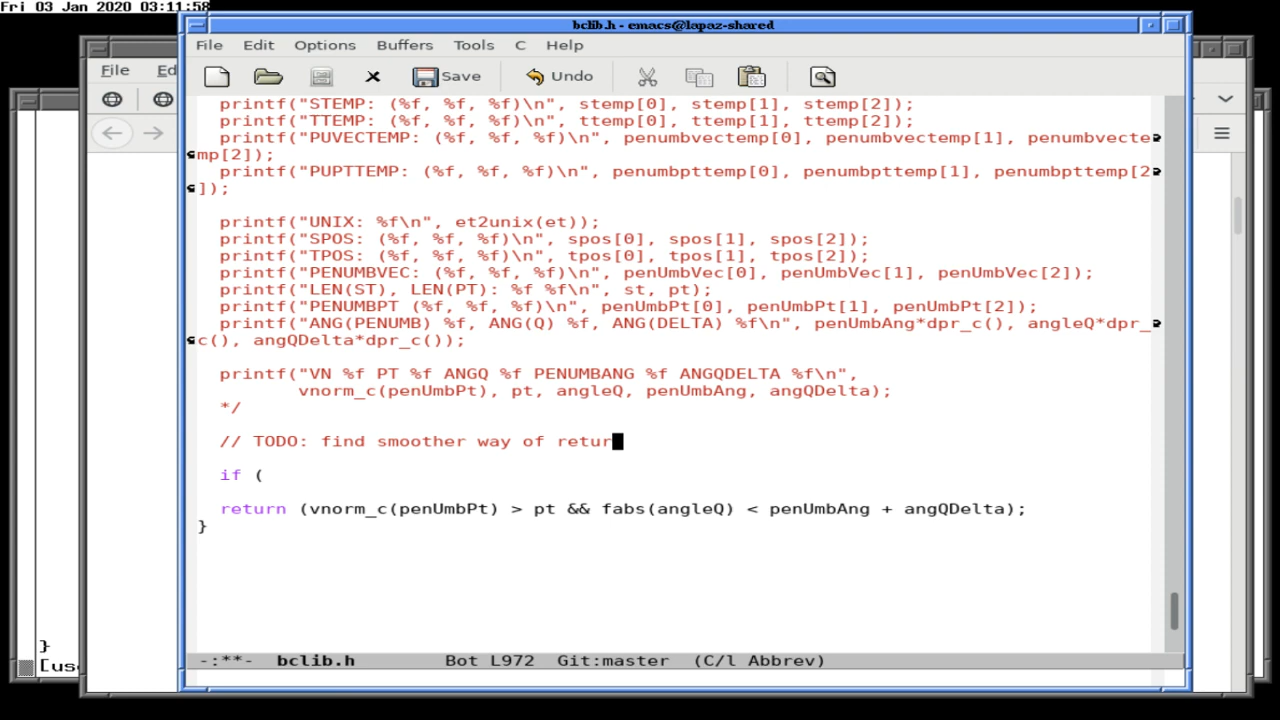 Fri 03 Jan 2020 03:11:58
bclib.h - emacs@lapaz-shared
File Edit Options Buffers Tools C Help
File Ed
Save Undo
printf("STEMP: (%f, %f, %f)\n", stemp[0], stemp[1], stemp[2]);
printf("TTEMP: (%f, %f, %f)\n", ttemp[0], ttemp[1], ttemp[2]);
printf("PUVECTEMP: (%f, %f, %f)\n", penumbvectemp[0], penumbvectemp[1], penumbvecte
mp[2]);
printf("PUPTTEMP: (%f, %f, %f)\n", penumbpttemp[0], penumbpttemp[1], penumbpttemp[2
]);
printf("UNIX: %f\n", et2unix(et));
printf("SPOS: (%f, %f, %f)\n", spos[0], spos[1], spos[2]);
printf("TPOS: (%f, %f, %f)\n", tpos[0], tpos[1], tpos[2]);
printf("PENUMBVEC: (%f, %f, %f)\n", penUmbVec[0], penUmbVec[1], penUmbVec[2]);
printf("LEN(ST), LEN(PT): %f %f\n", st, pt);
printf("PENUMBPT (%f, %f, %f)\n", penUmbPt[0], penUmbPt[1], penUmbPt[2]);
printf("ANG(PENUMB) %f, ANG(Q) %f, ANG(DELTA) %f\n", penUmbAng*dpr_c(), angleQ*dpr_
c(), angQDelta*dpr_c());
printf("VN %f PT %f ANGQ %f PENUMBANG %f ANGQDELTA %f\n",
vnorm_c(penUmbPt), pt, angleQ, penUmbAng, angQDelta);
*/
// TODO: find smoother way of retur
if (
return (vnorm_c(penUmbPt) > pt && fabs(angleQ) < penUmbAng + angQDelta);
}
}
[use
-:**- bclib.h Bot L972 Git:master (C/l Abbrev)